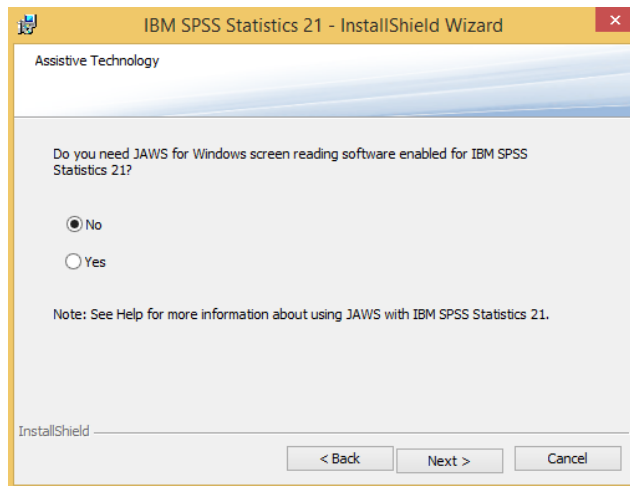 IBM SPSS Statistics 21 - InstallShield Wizard
Assistive Technology
Do you need JAWS for Windows screen reading software enabled for IBM SPSS
Statistics 21?
No
Yes
Note: See Help for more information about using JAWS with IBM SPSS Statistics 21.
InstallShield
< Back Next > Cancel